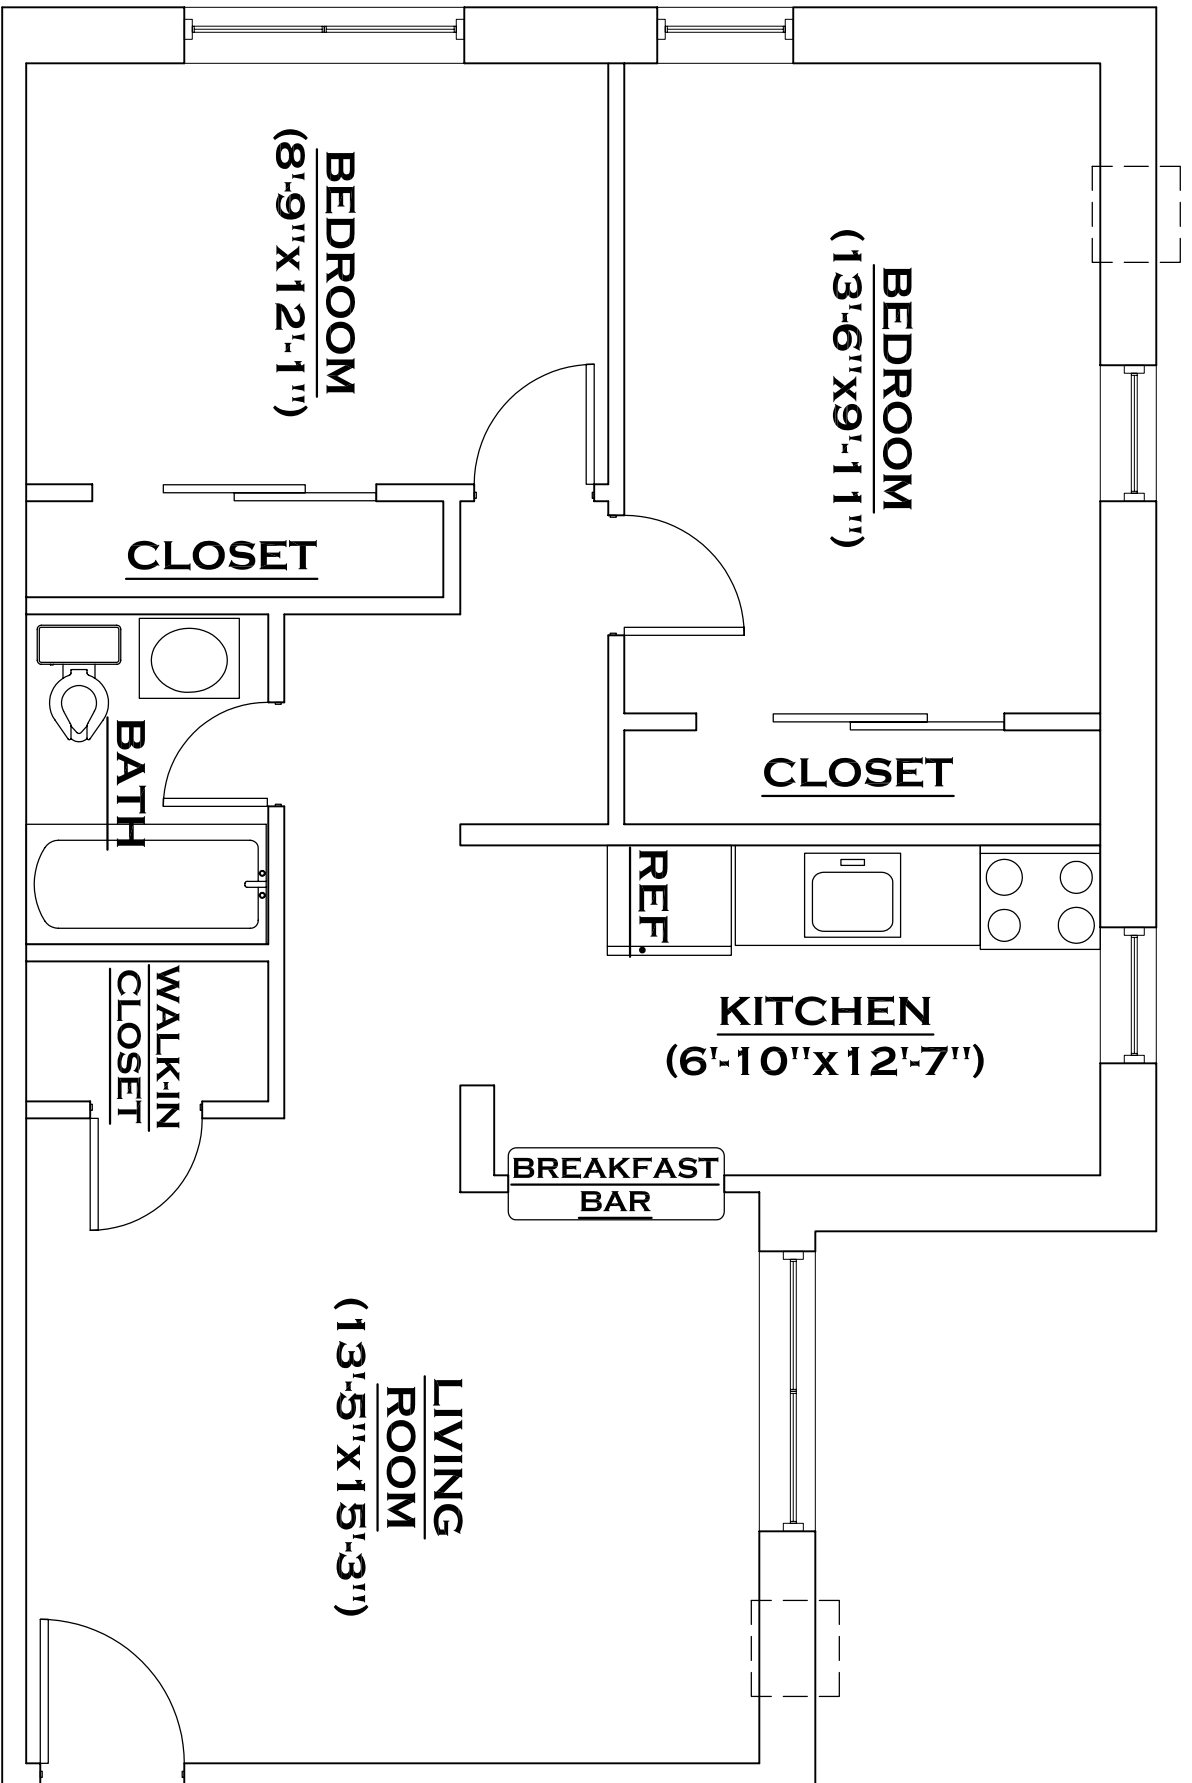 BEDROOM
(8'-9"x12'-1")
BEDROOM
(13'-6"x9'-11")
CLOSET
CLOSET
BATH
REF.
WALK-IN
CLOSET
KITCHEN
(6'-10"x12'-7")
BREAKFAST
BAR
LIVING
ROOM
(13'-5"x15'-3")